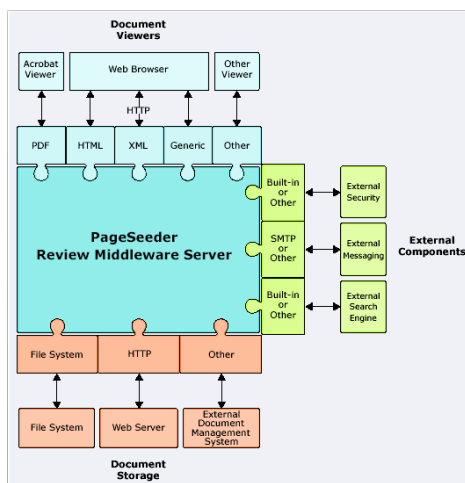 Document
Viewers
Acrobat
Viewer
Web Browser
Other
Viewer
HTTP
PDF
HTML
XML
Generic
Other
Built-in
or
Other
External
Security
PageSeeder
Review Middleware Server
SMTP
or
Other
External
Messaging
External
Components
Built-in
or
Other
External
Search
Engine
File System
HTTP
Other
File System
Web Server
External
Document
Management
System
Document
Storage